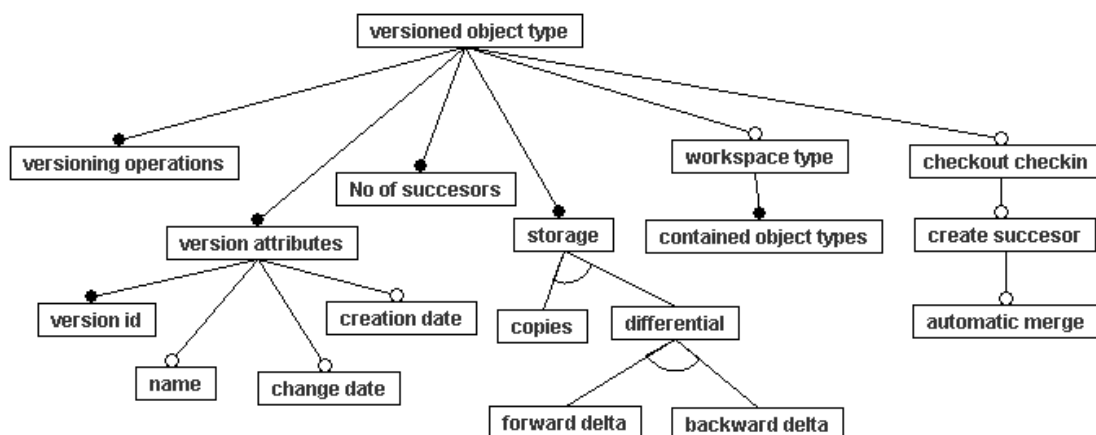 versioned object type
versioning operations
No of succesors
workspace type
checkout checkin
version attributes
storage
contained object types
create succesor
version id
creation date
copies
differential
automatic merge
name
change date
forward delta
backward delta